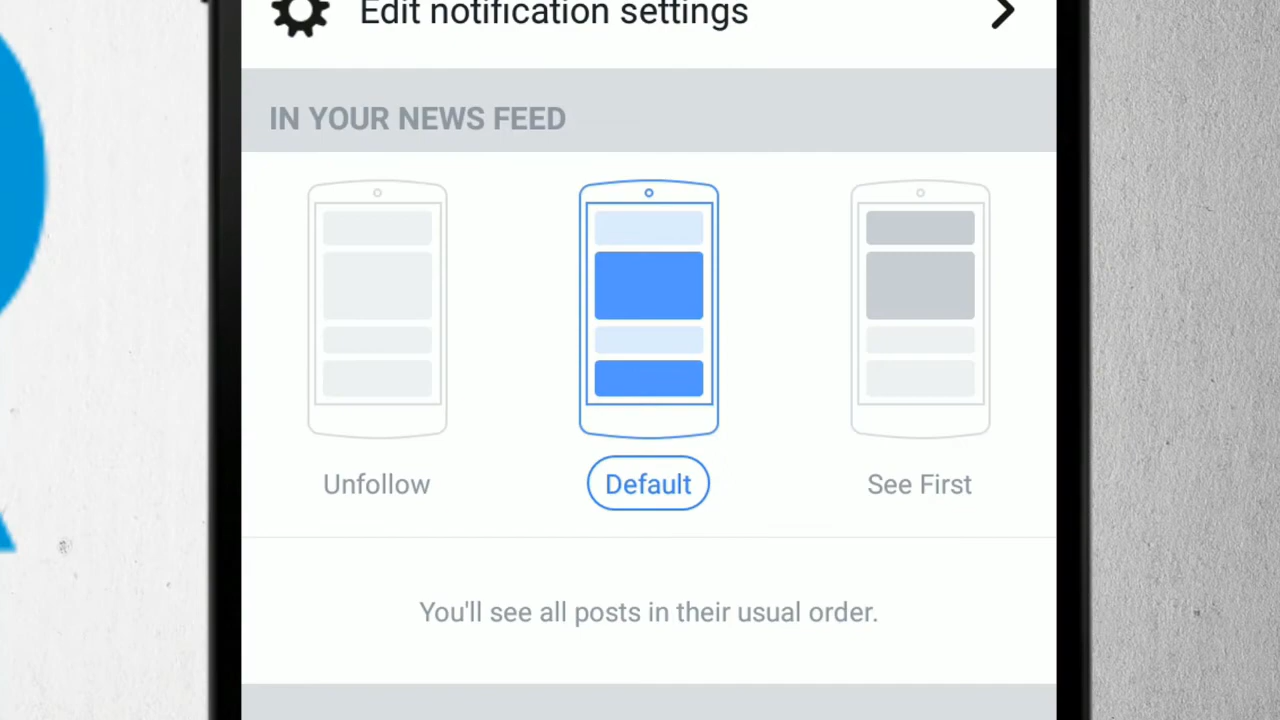 Edit notification settings
IN YOUR NEWS FEED
Unfollow
Default
See First
You'll see all posts in their usual order.